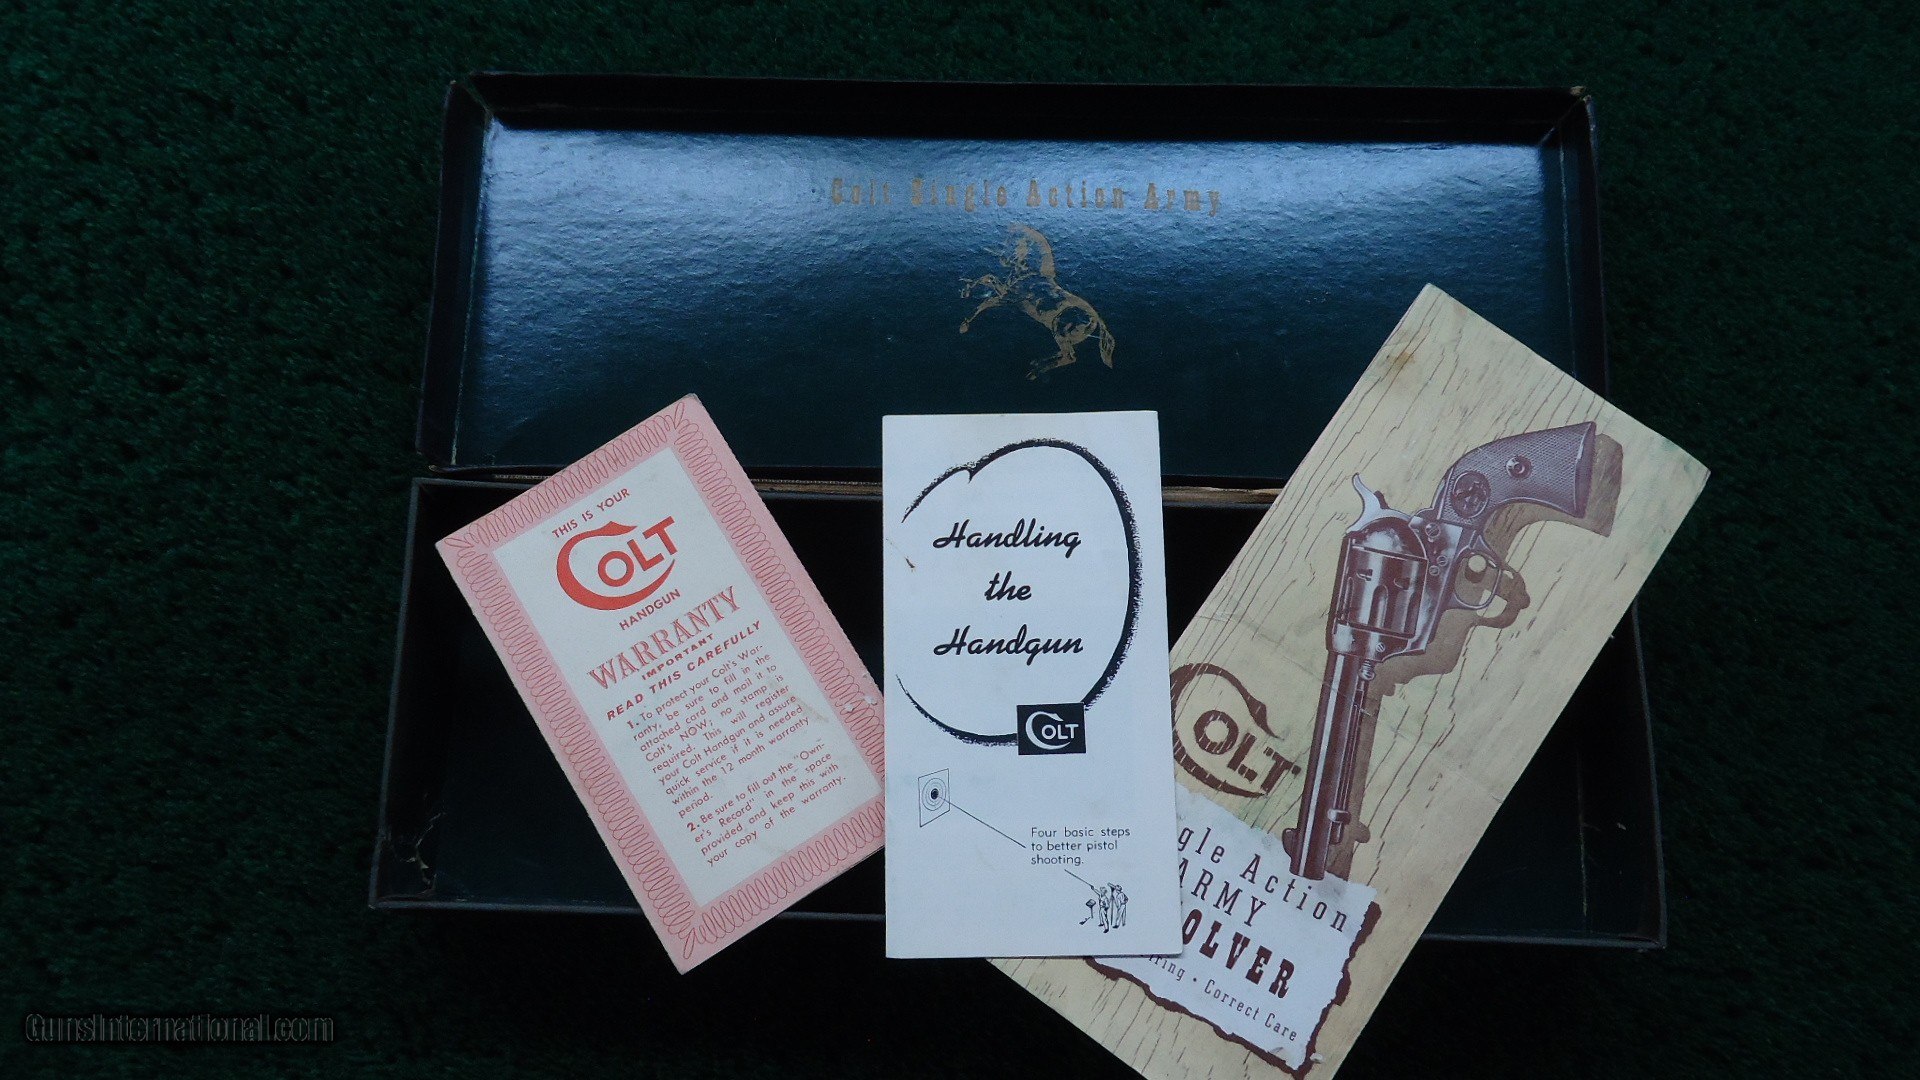 Colt Single Action Army
THIS IS YOUR
COLT
HANDGUN
WARRANTY
IMPORTANT
READ THIS CAREFULLY
1. To protect your Colt's War-
ranty, be sure to fill in the
attached card and mail it to
Colt's NOW; no stamp is
required. This will register
your Colt Handgun and assure
quick service if it is needed
within the 12 month warranty
period.
2. Be sure to fill out the "Own-
er's Record" in the space
provided and keep this with
your copy of the warranty.
Handling
the
Handgun
COLT
Four basic steps
to better pistol
shooting.
COLT
gle Action
ARMY
OLVER
iring • Correct Care
GunsInternational.com